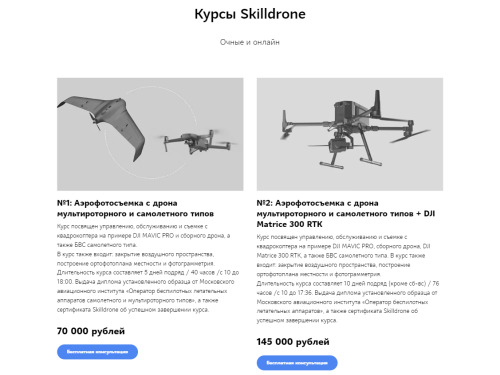 Курсы Skilldrone
Очные и онлайн
№1: Аэрофотосъемка с дрона
мультироторного и самолетного типов
Курс посвящен управлению, обслуживанию и съемке с
квадрокоптера на примере DJI MAVIC PRO и сборного дрона, а
также БВС самолетного типа.
В курс также входит: закрытие воздушного пространства,
построение ортофотоплана местности и фотограмметрия.
Длительность курса составляет 5 дней подряд / 40 часов /с 10 до
18:00. Выдача диплома установленного образца от Московского
авиационного института «Оператор беспилотных летательных
аппаратов самолетного и мультироторного типов», а также
сертификата Skilldrone об успешном завершении курса.
70 000 рублей
Бесплатная консультация
№2: Аэрофотосъемка с дрона
мультироторного и самолетного типов + DJI
Matrice 300 RTK
Курс посвящен управлению, обслуживанию и съемке с
квадрокоптера на примере DJI MAVIC PRO, сборного дрона, DJI
Matrice 300 RTK, а также БВС самолетного типа. В курс также
входит: закрытие воздушного пространства, построение
ортофотоплана местности и фотограмметрия.
Длительность курса составляет 10 дней подряд (кроме сб-вс) / 76
часов /с 10 до 17:36. Выдача диплома установленного образца от
Московского авиационного института «Оператор беспилотных
летательных аппаратов», а также сертификата Skilldrone об
успешном завершении курса.
145 000 рублей
Бесплатная консультация